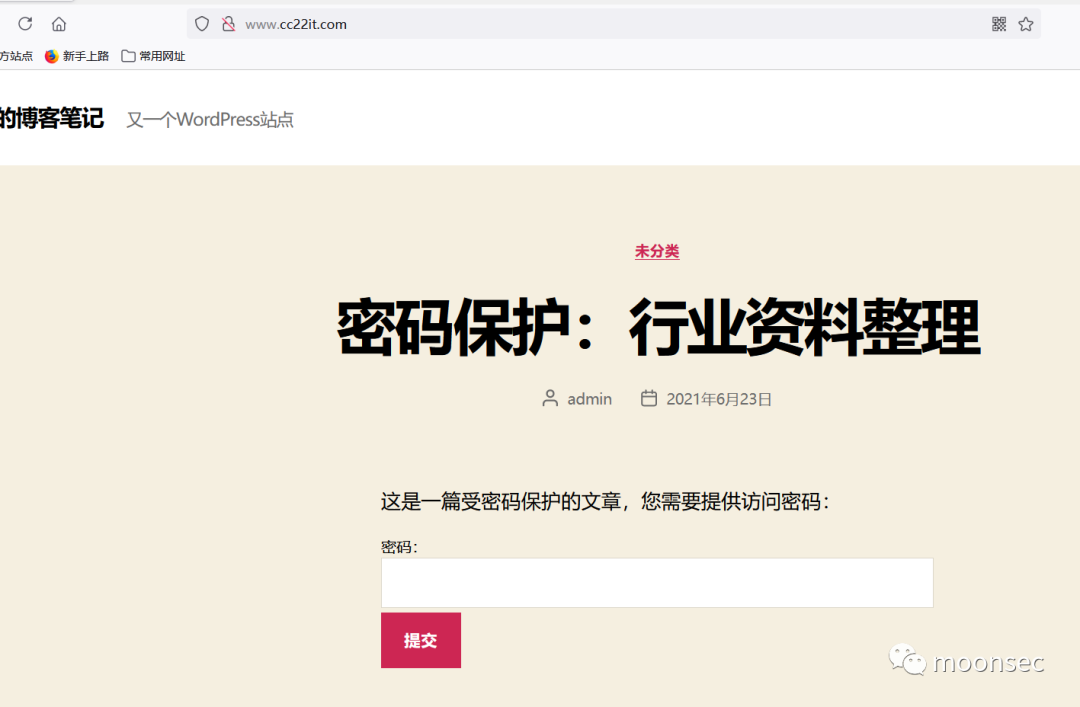 www.cc22it.com
方站点 新手上路 常用网址
的博客笔记 又一个WordPress站点
未分类
密码保护：行业资料整理
admin 2021年6月23日
这是一篇受密码保护的文章，您需要提供访问密码：
密码：
提交
moonsec